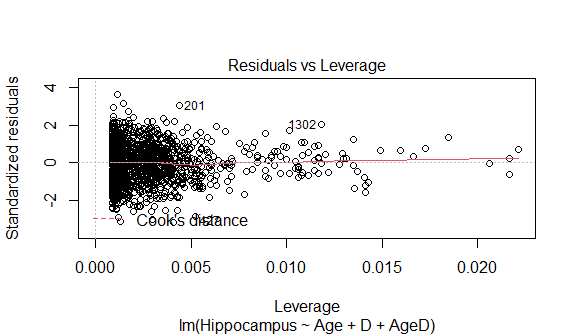 Residuals vs Leverage
Standardized residuals
4
2
0
-2
201
1302
Cook's distance
0.000
0.005
0.010
0.015
0.020
Leverage
lm(Hippocampus ~ Age + D + AgeD)